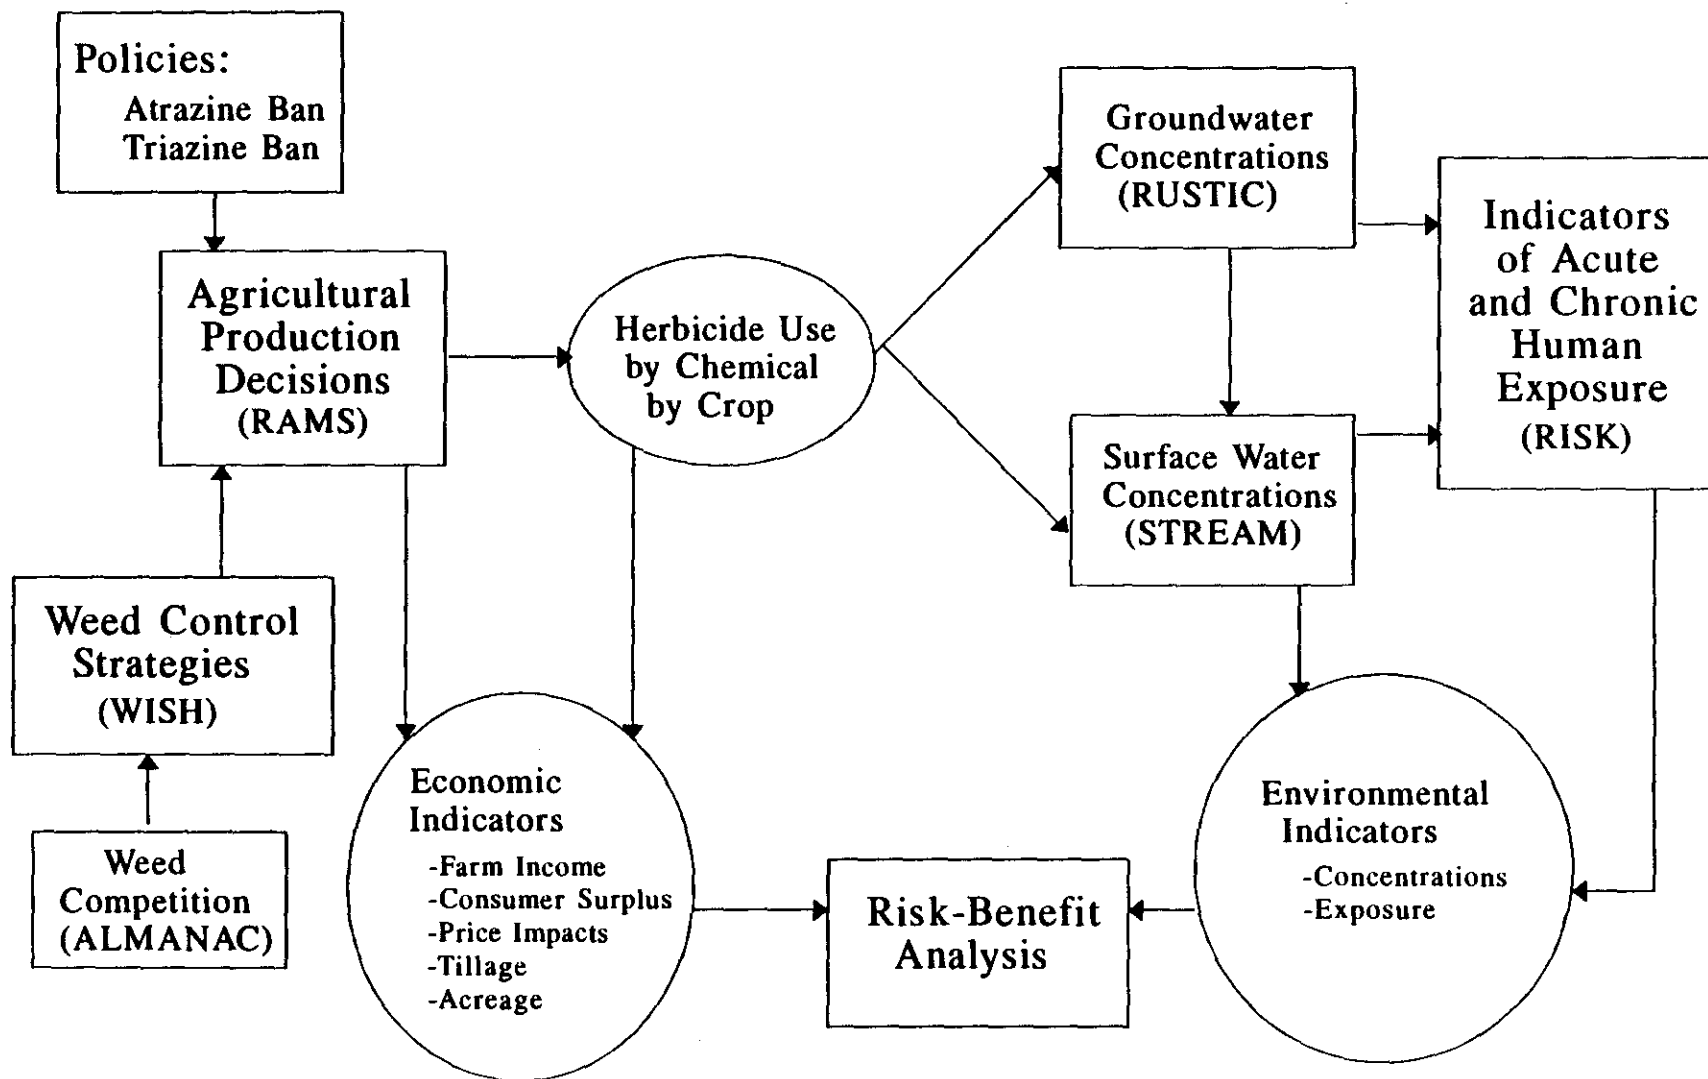 Policies:
Atrazine Ban
Triazine Ban
Agricultural
Production
Decisions
(RAMS)
Weed Control
Strategies
(WISH)
Weed
Competition
(ALMANAC)
Herbicide Use
by Chemical
by Crop
Economic
Indicators
-Farm Income
-Consumer Surplus
-Price Impacts
-Tillage
-Acreage
Risk-Benefit
Analysis
Groundwater
Concentrations
(RUSTIC)
Surface Water
Concentrations
(STREAM)
Indicators
of Acute
and Chronic
Human
Exposure
(RISK)
Environmental
Indicators
-Concentrations
-Exposure